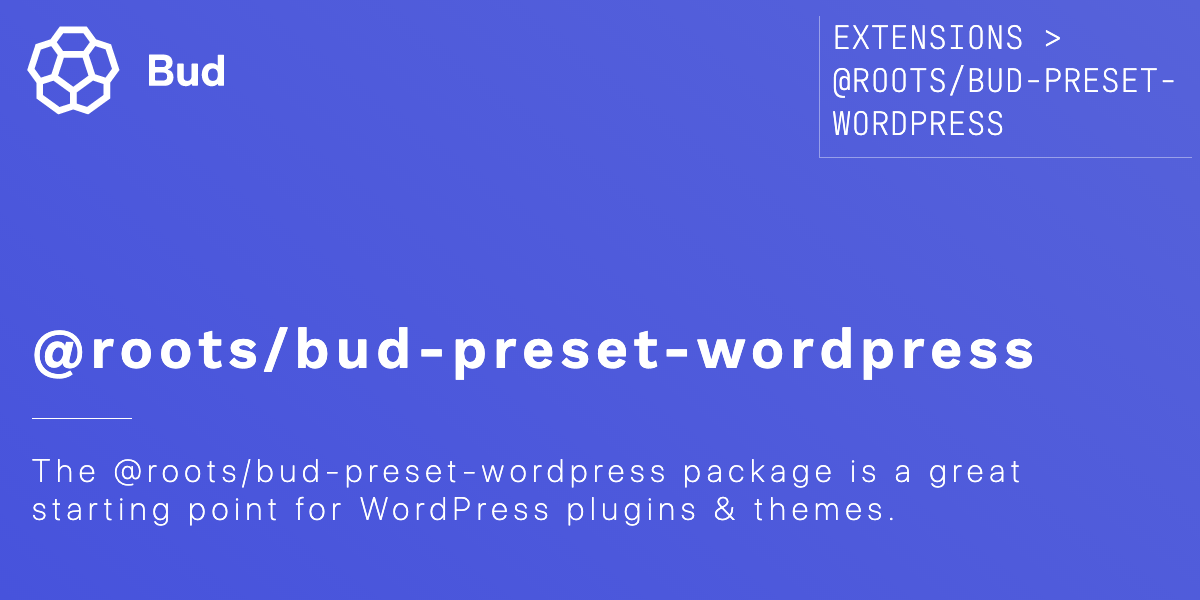 Bud
EXTENSIONS >
@ROOTS/BUD-PRESET-
WORDPRESS
@roots/bud-preset-wordpress
The @roots/bud-preset-wordpress package is a great
starting point for WordPress plugins & themes.